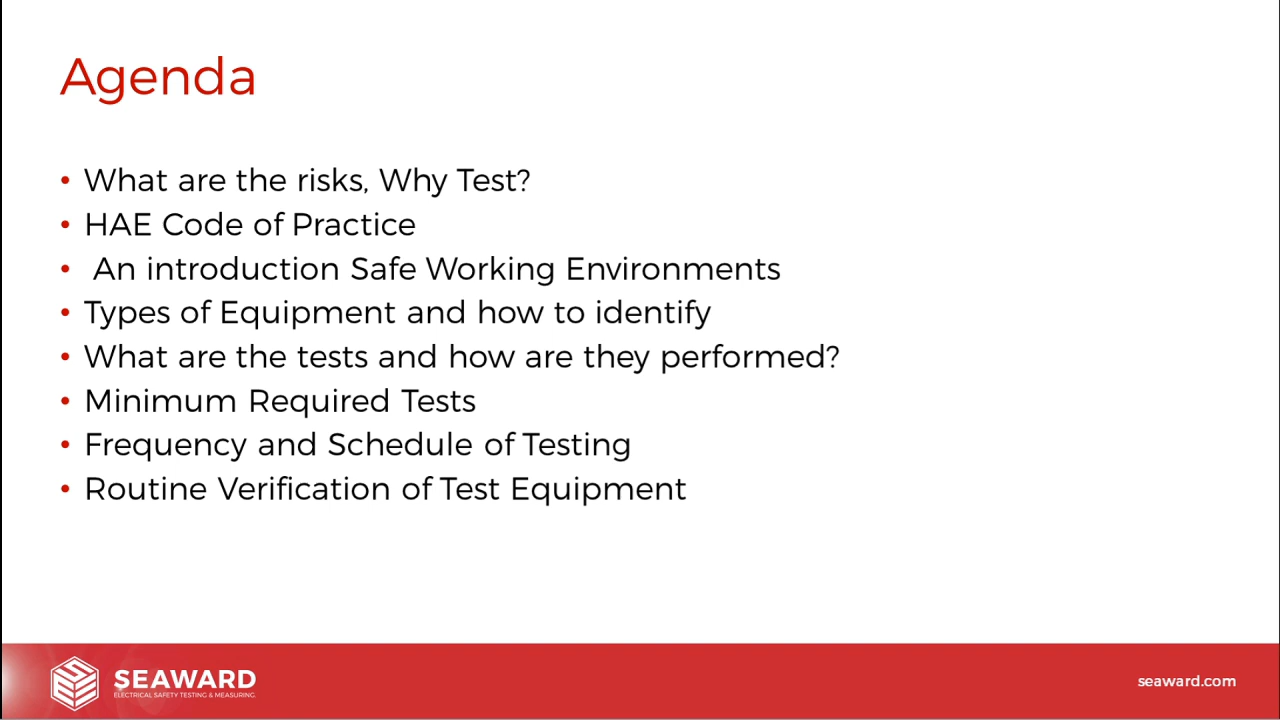 Agenda
• What are the risks, Why Test?
• HAE Code of Practice
• An introduction Safe Working Environments
• Types of Equipment and how to identify
• What are the tests and how are they performed?
• Minimum Required Tests
• Frequency and Schedule of Testing
• Routine Verification of Test Equipment
SEAWARD
ELECTRICAL SAFETY TESTING & MEASURING.
seaward.com